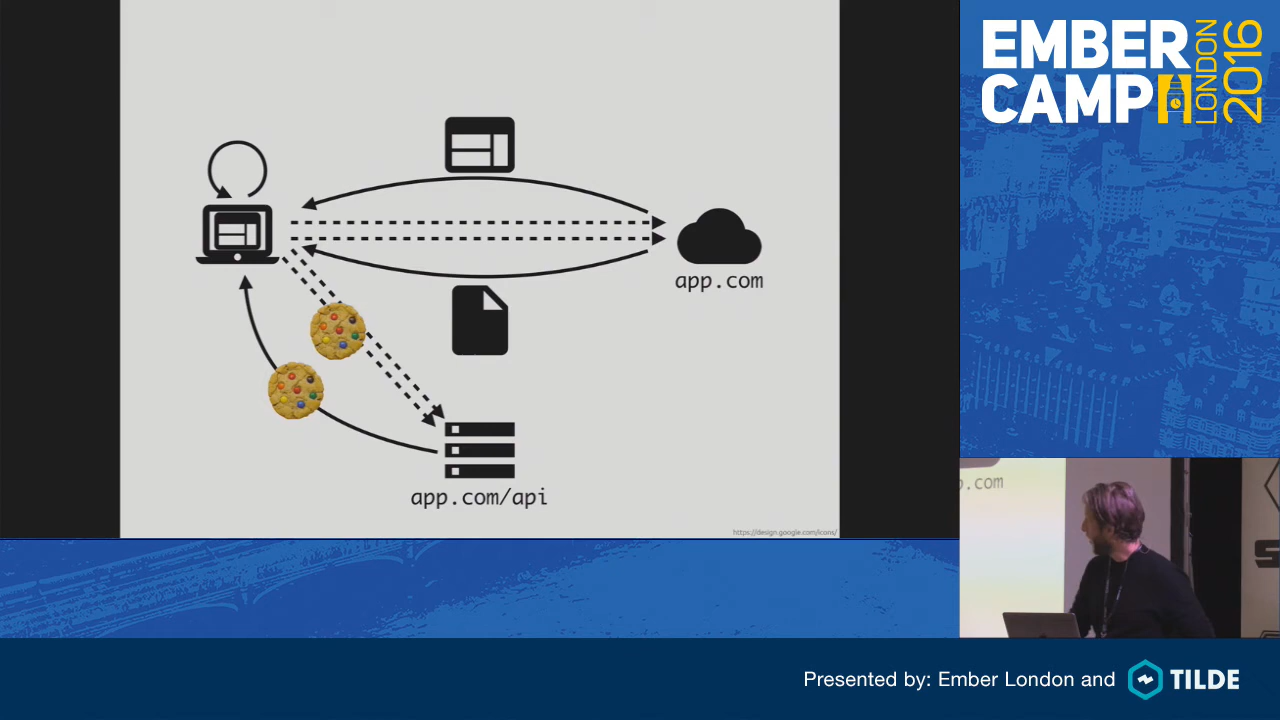 EMBER
CAMP
LONDON
2016
app.com
app.com/api
https://design.google.com/icons/
p.com
S
Presented by: Ember London and
TILDE